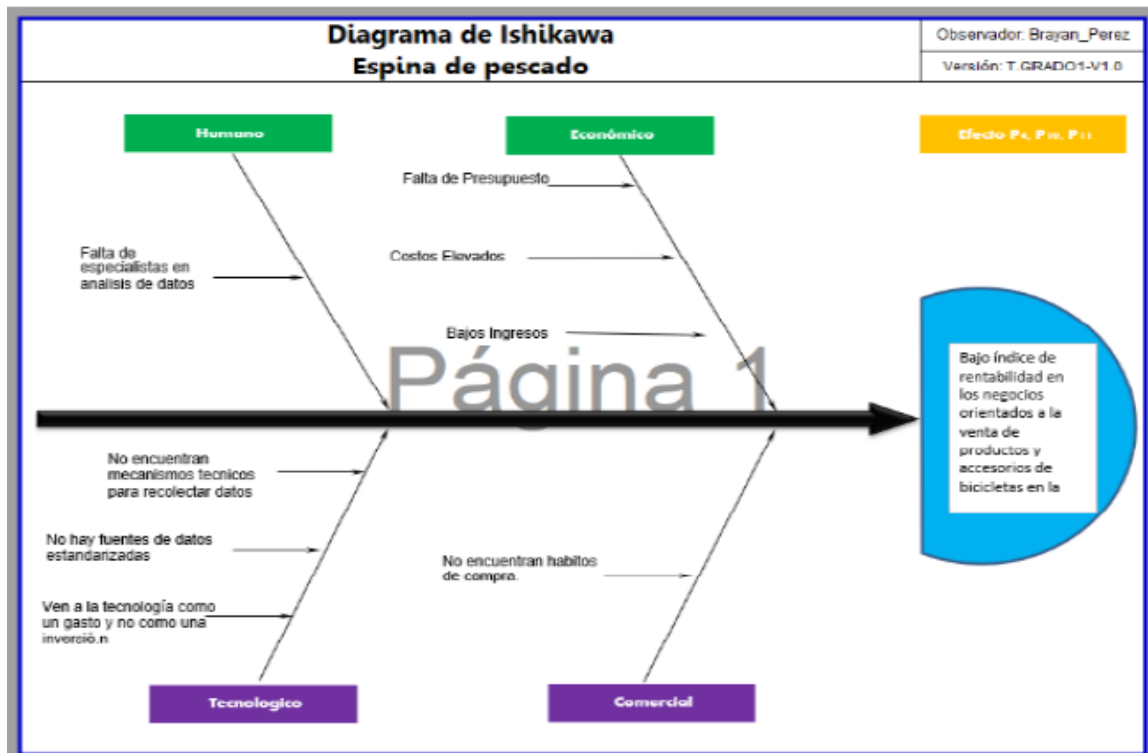 Diagrama de Ishikawa
Espina de pescado
Observador: Brayan_Perez
Versión: T.GRADO1-V1.0
Humano
Económico
Efecto P4, P10, P11
Falta de Presupuesto
Falta de
especialistas en
analisis de datos
Costos Elevados
Bajos Ingresos
Página 1
Bajo índice de
rentabilidad en
los negocios
orientados a la
venta de
productos y
accesorios de
bicicletas en la
No encuentran
mecanismos tecnicos
para recolectar datos
No hay fuentes de datos
estandarizadas
No encuentran habitos
de compra.
Ven a la tecnología como
un gasto y no como una
inversió.n
Tecnologico
Comercial